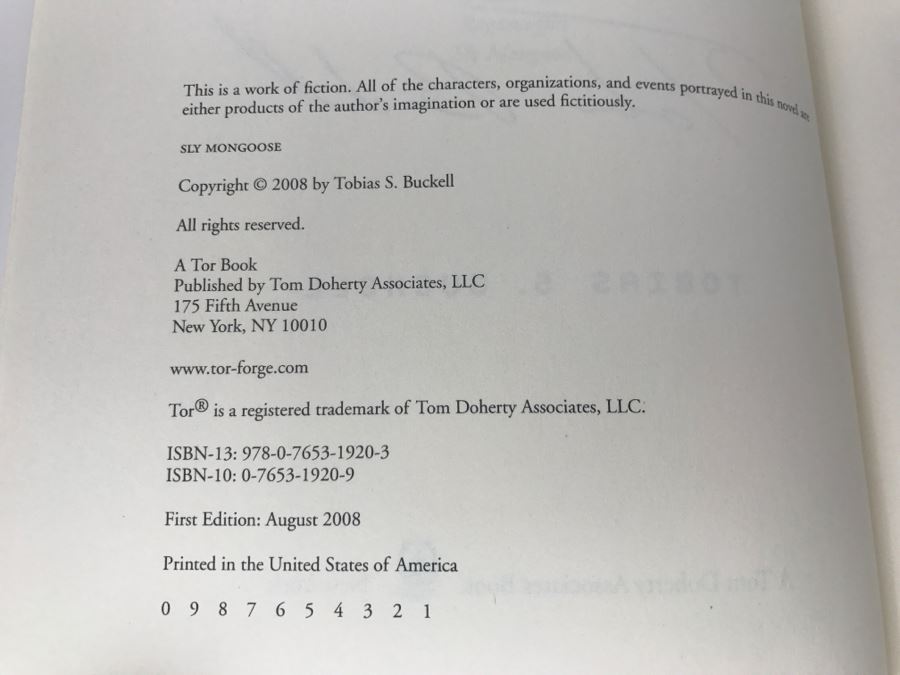 This is a work of fiction. All of the characters, organizations, and events portrayed in this novel are
either products of the author's imagination or are used fictitiously.
SLY MONGOOSE
Copyright © 2008 by Tobias S. Buckell
All rights reserved.
A Tor Book
Published by Tom Doherty Associates, LLC
175 Fifth Avenue
New York, NY 10010
www.tor-forge.com
Tor® is a registered trademark of Tom Doherty Associates, LLC.
ISBN-13: 978-0-7653-1920-3
ISBN-10: 0-7653-1920-9
First Edition: August 2008
Printed in the United States of America
0 9 8 7 6 5 4 3 2 1